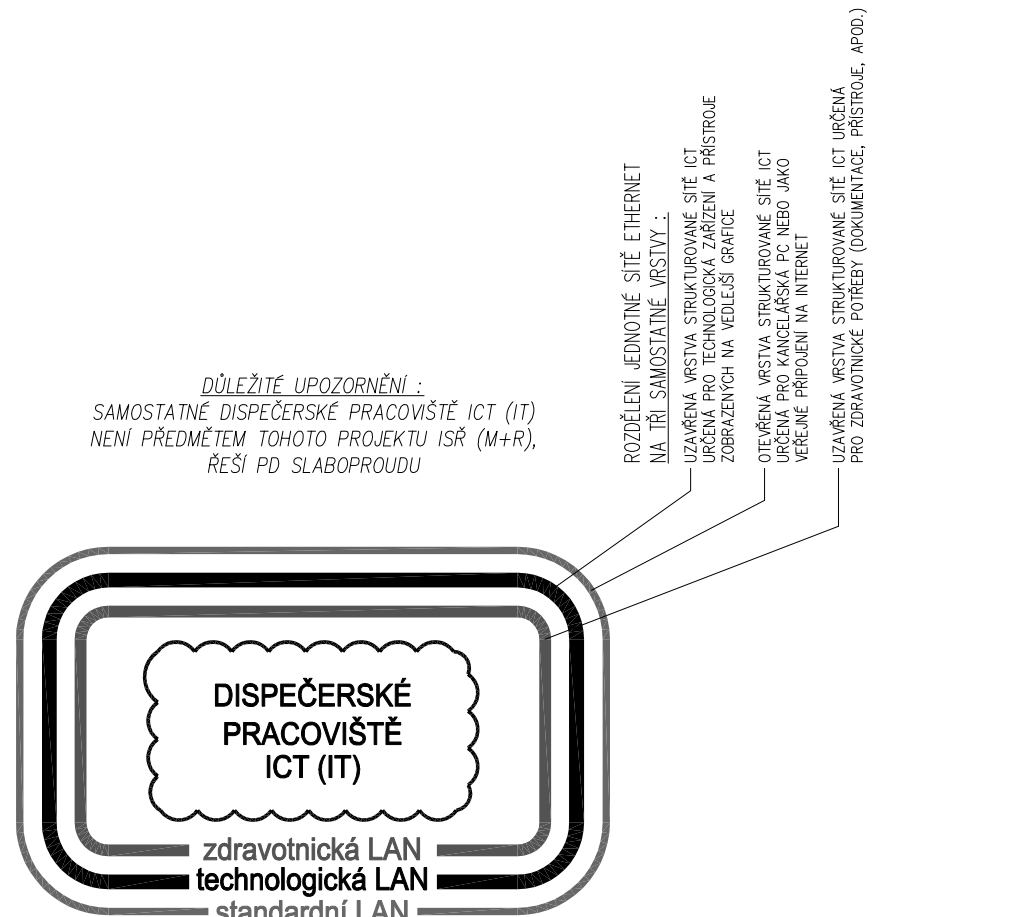 ROZDĚLENÍ JEDNOTNÉ SÍTĚ ETHERNET
NA TŘI SAMOSTATNÉ VRSTVY :
UZAVŘENÁ VRSTVA STRUKTUROVANÉ SÍTĚ ICT
URČENÁ PRO TECHNOLOGICKÁ ZAŘÍZENÍ A PŘÍSTROJE
ZOBRAZENÝCH NA VEDLEJŠÍ GRAFICE
OTEVŘENÁ VRSTVA STRUKTUROVANÉ SÍTĚ ICT
URČENÁ PRO KANCELÁŘSKÁ PC NEBO JAKO
VEŘEJNÉ PŘIPOJENÍ NA INTERNET
UZAVŘENÁ VRSTVA STRUKTUROVANÉ SÍTĚ ICT URČENÁ
PRO ZDRAVOTNICKÉ POTŘEBY (DOKUMENTACE, PŘÍSTROJE, APOD.)
DŮLEŽITÉ UPOZORNĚNÍ :
SAMOSTATNÉ DISPEČERSKÉ PRACOVIŠTĚ ICT (IT)
NENÍ PŘEDMĚTEM TOHOTO PROJEKTU ISŘ (M+R),
ŘEŠÍ PD SLABOPROUDU
DISPEČERSKÉ
PRACOVIŠTĚ
ICT (IT)
zdravotnická LAN
technologická LAN
standardní LAN